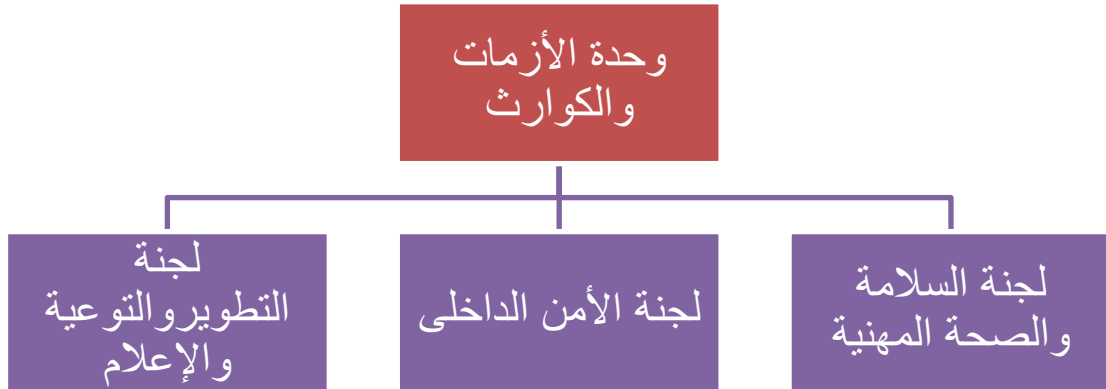 وحدة الأزمات
والكوارث
لجنة السلامة
والصحة المهنية
لجنة الأمن الداخلى
لجنة
التطويروالتوعية
والإعلام